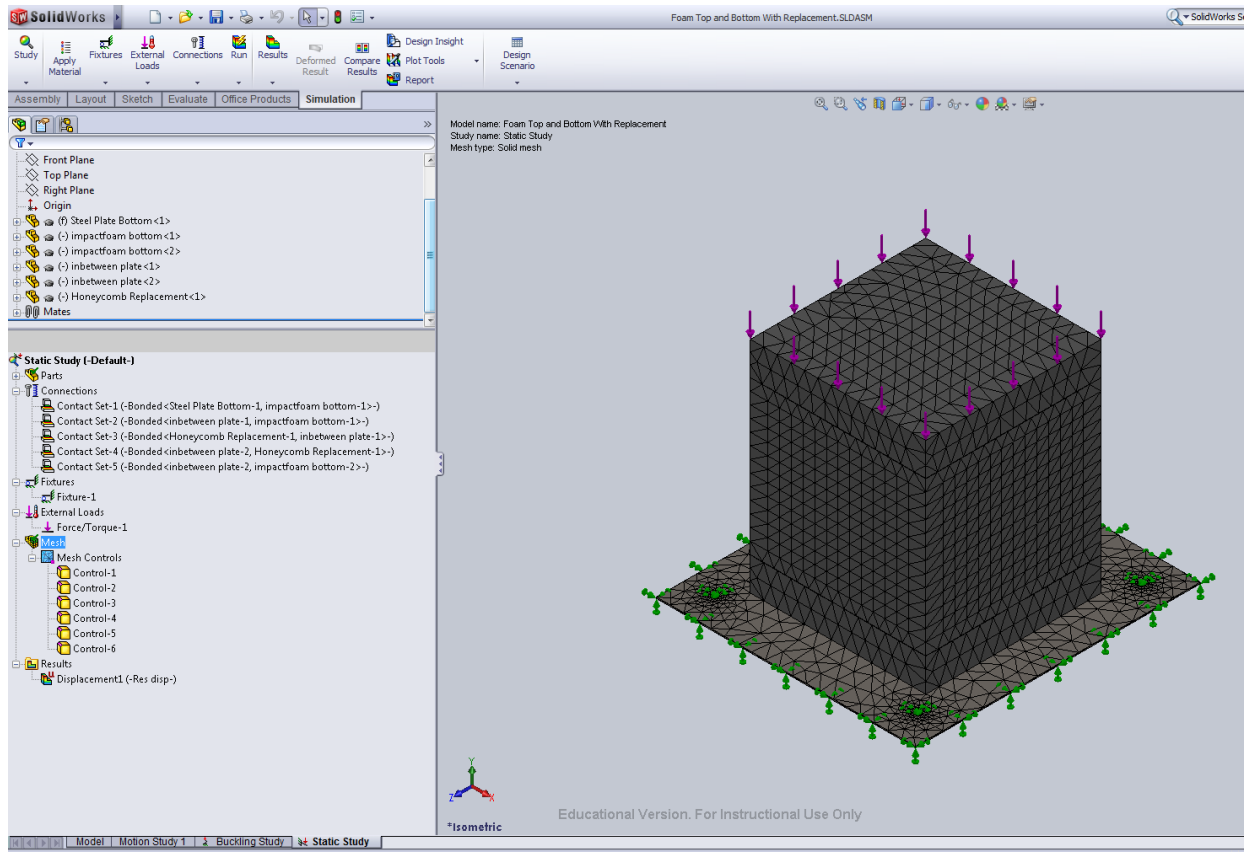 SolidWorks
Foam Top and Bottom With Replacement.SLDASM
SolidWorks Se
Study
Apply Material
Fixtures
External Loads
Connections
Run
Results
Deformed Result
Compare Results
Design Insight
Plot Tools
Report
Design Scenario
Assembly
Layout
Sketch
Evaluate
Office Products
Simulation
Front Plane
Top Plane
Right Plane
Origin
(f) Steel Plate Bottom<1>
(-) impactfoam bottom<1>
(-) impactfoam bottom<2>
(-) inbetween plate<1>
(-) inbetween plate<2>
(-) Honeycomb Replacement<1>
Mates
Static Study (-Default-)
Parts
Connections
Contact Set-1 (-Bonded<Steel Plate Bottom-1, impactfoam bottom-1>-)
Contact Set-2 (-Bonded<inbetween plate-1, impactfoam bottom-1>-)
Contact Set-3 (-Bonded<Honeycomb Replacement-1, inbetween plate-1>-)
Contact Set-4 (-Bonded<inbetween plate-2, Honeycomb Replacement-1>-)
Contact Set-5 (-Bonded<inbetween plate-2, impactfoam bottom-2>-)
Fixtures
Fixture-1
External Loads
Force/Torque-1
Mesh
Mesh Controls
Control-1
Control-2
Control-3
Control-4
Control-5
Control-6
Results
Displacement1 (-Res disp-)
Model name: Foam Top and Bottom With Replacement
Study name: Static Study
Mesh type: Solid mesh
Y
Z
X
*Isometric
Educational Version. For Instructional Use Only
Model
Motion Study 1
Buckling Study
Static Study